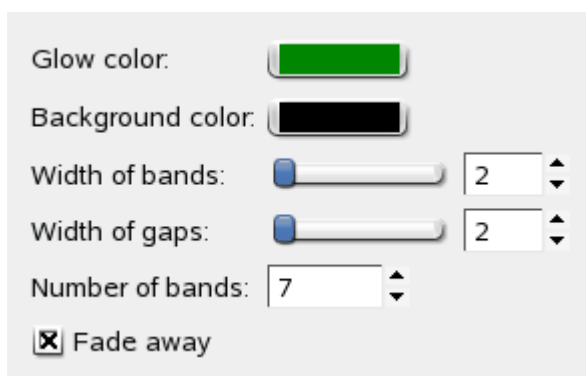 Glow color:
Background color:
Width of bands: 2
Width of gaps: 2
Number of bands: 7
Fade away